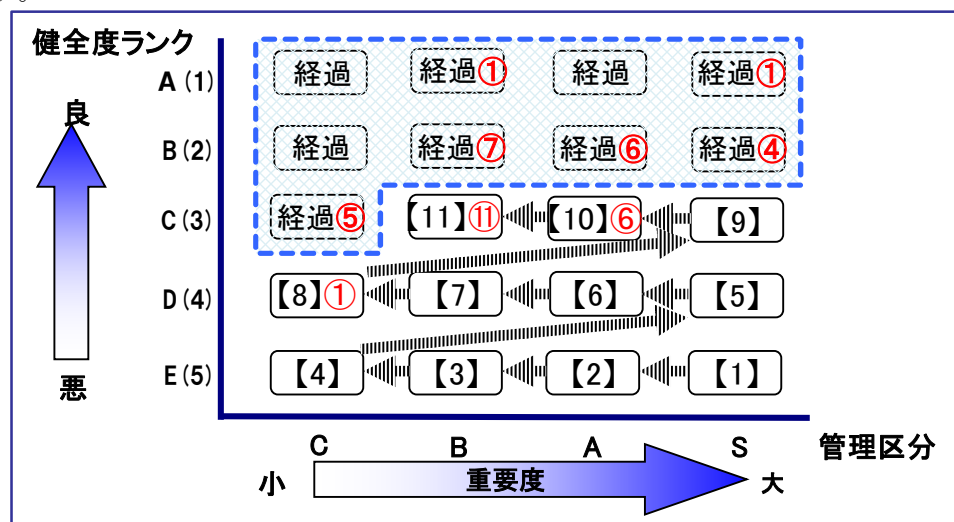 。
健全度ランク
A(1) 経過 経過① 経過 経過①
良
B(2) 経過 経過⑦ 経過⑥ 経過④
C(3) 経過⑤ 【11】⑪ 【10】⑥ 【9】
D(4) 【8】① 【7】 【6】 【5】
E(5) 【4】 【3】 【2】 【1】
悪
C B A S 管理区分
小 重要度 大